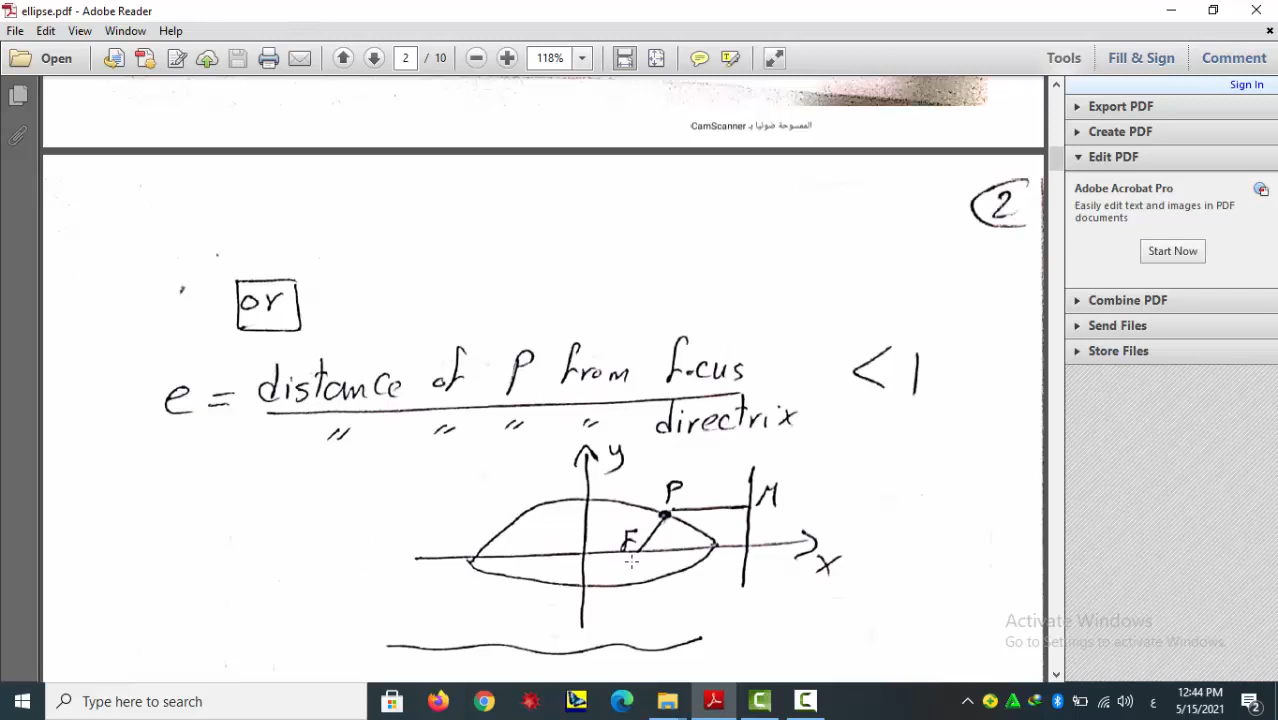 ellipse.pdf - Adobe Reader
File Edit View Window Help
Open 2 / 10 118% Tools Fill & Sign Comment
Sign In
Export PDF
Create PDF
Edit PDF
Adobe Acrobat Pro
Easily edit text and images in PDF
documents
Start Now
Combine PDF
Send Files
Store Files
الممسوحة ضوئيا بـ CamScanner
2
or
e = distance of P from focus < 1
〃 〃 〃 〃 directrix
y
P
M
F
x
Activate Windows
Go to Settings to activate Windows.
Type here to search
ع
12:44 PM
5/15/2021
2